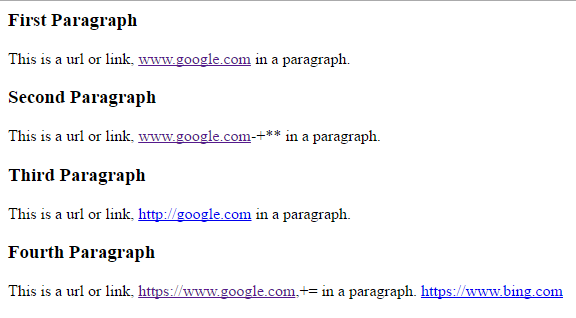 First Paragraph
This is a url or link, www.google.com in a paragraph.
Second Paragraph
This is a url or link, www.google.com-+** in a paragraph.
Third Paragraph
This is a url or link, http://google.com in a paragraph.
Fourth Paragraph
This is a url or link, https://www.google.com,+= in a paragraph. https://www.bing.com